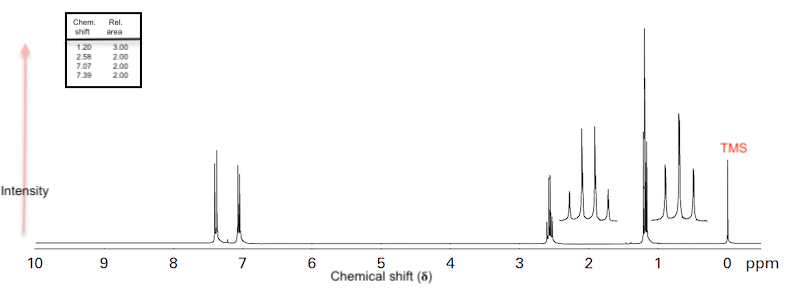 Chem. shift Rel. area
1.20 3.00
2.58 2.00
7.07 2.00
7.39 2.00
TMS
Intensity
10 9 8 7 6 5 4 3 2 1 0 ppm
Chemical shift (δ)